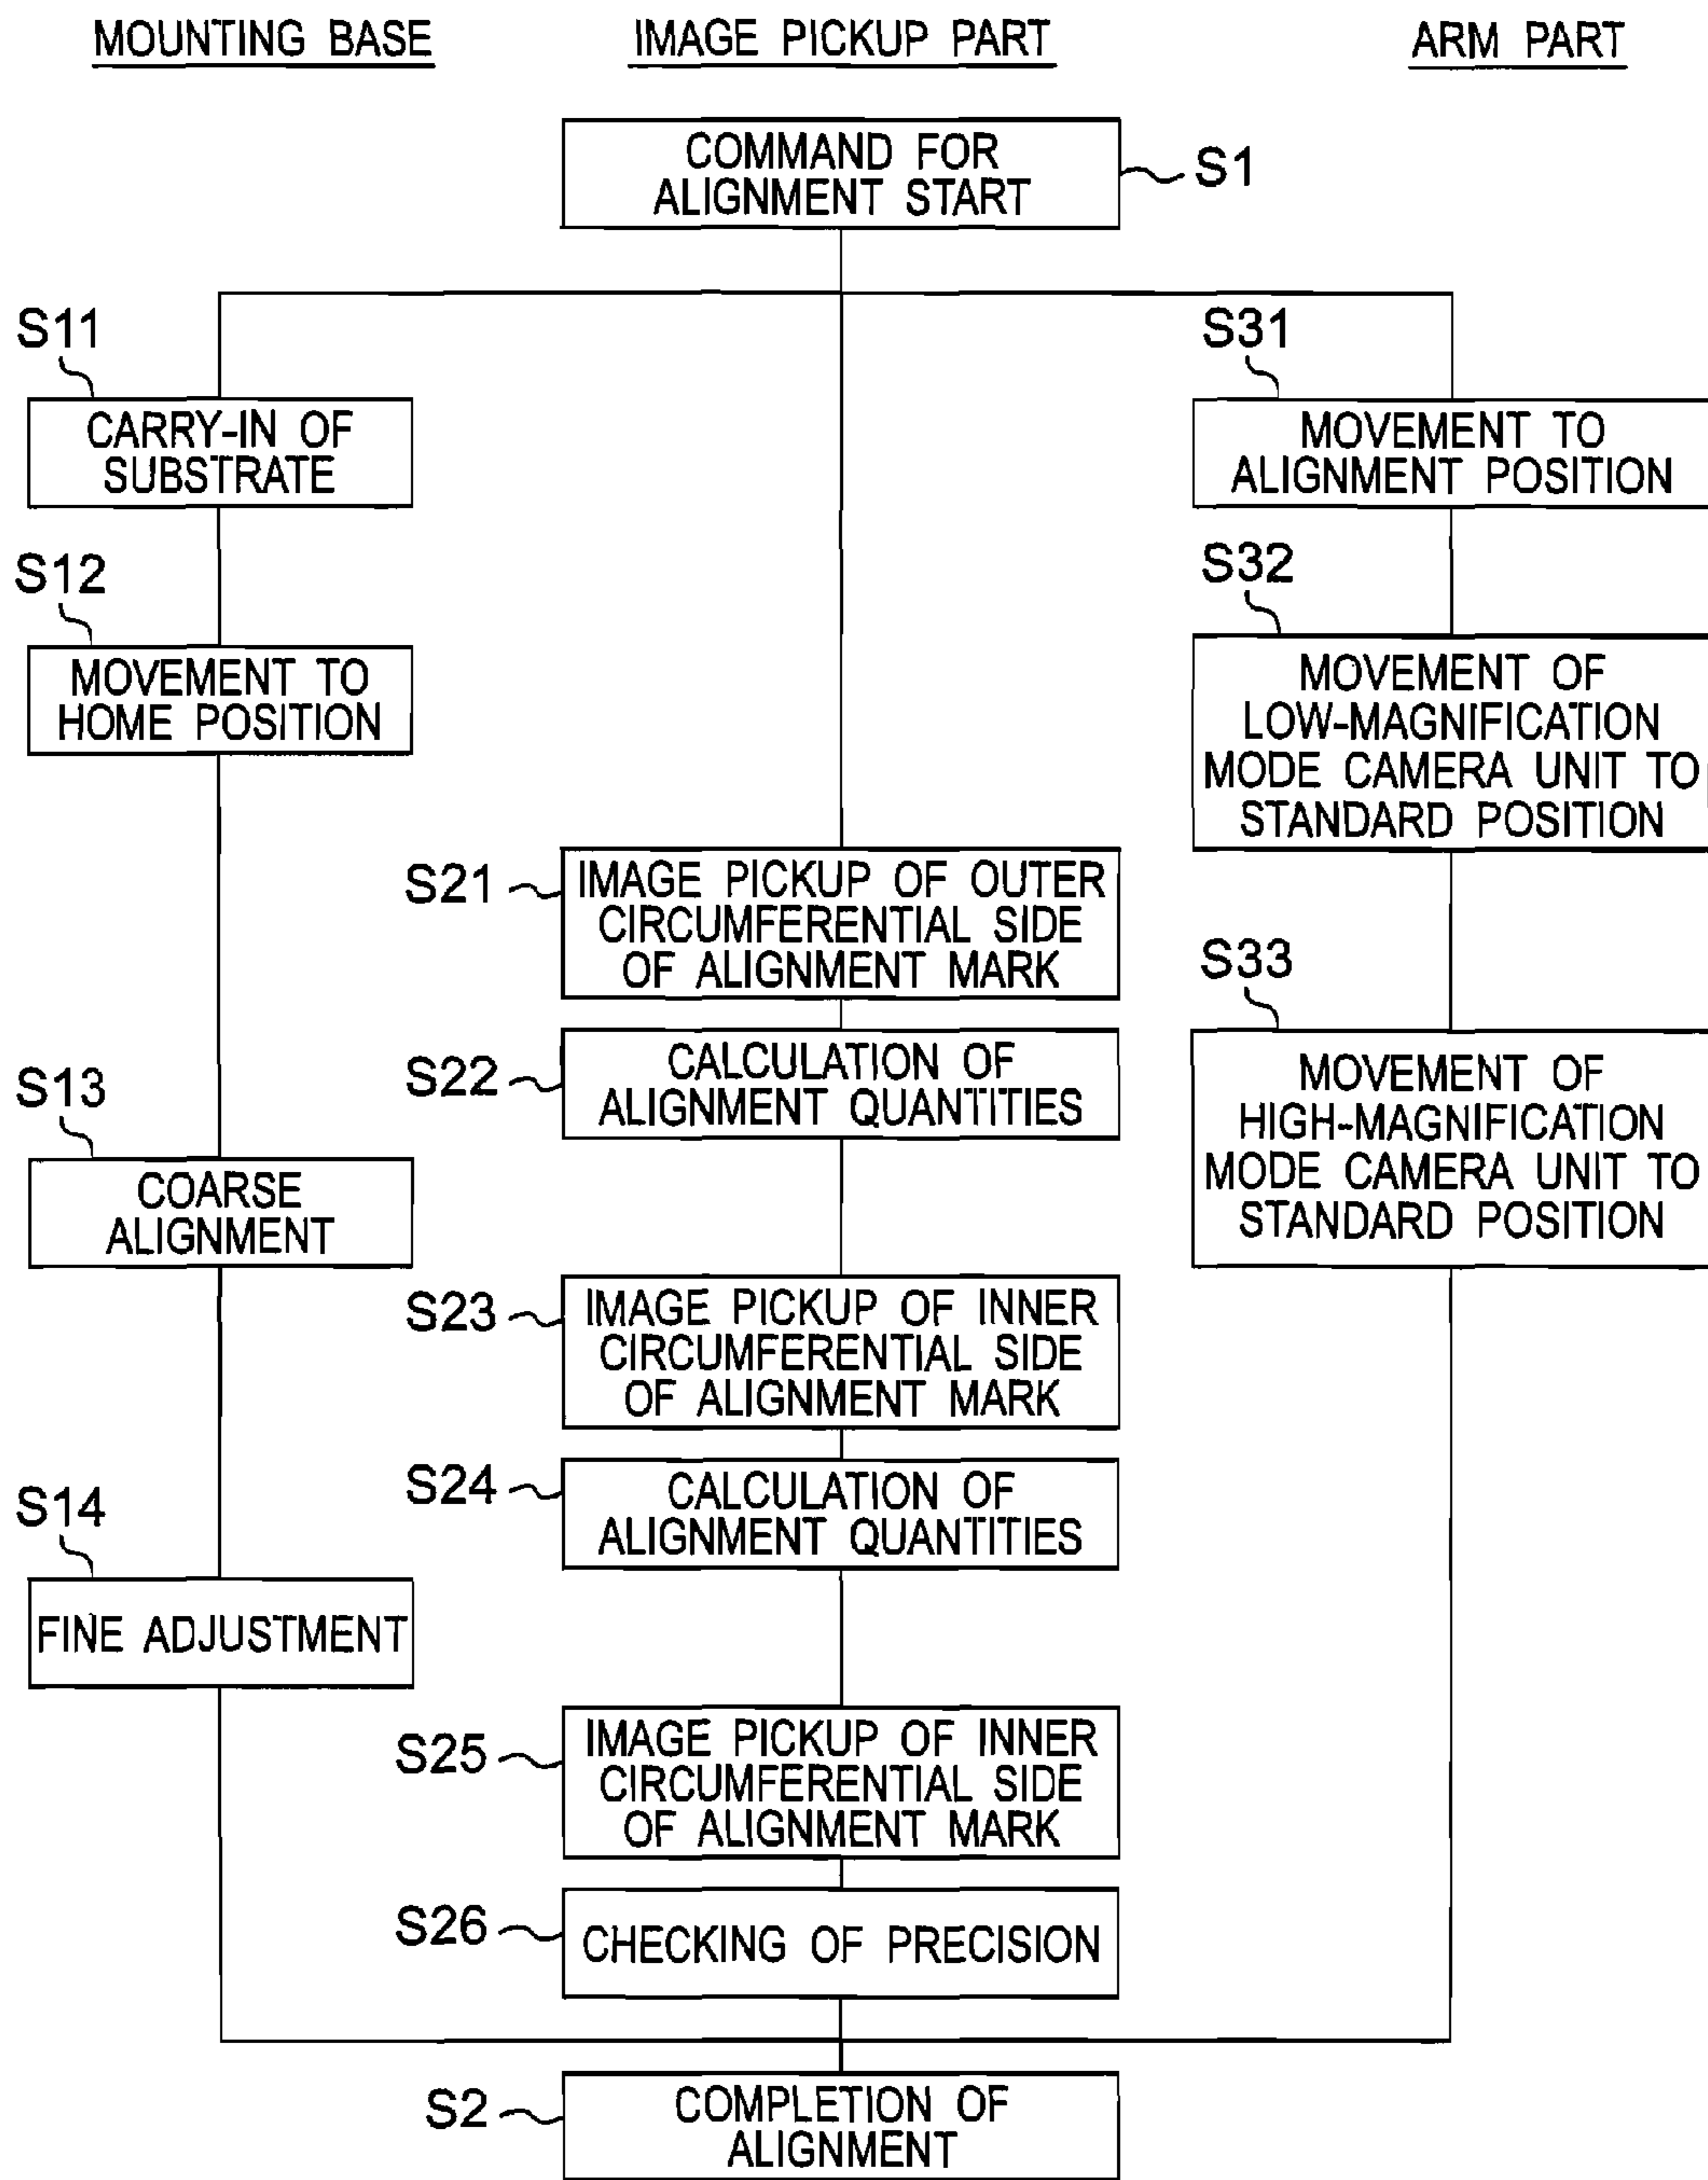 MOUNTING BASE
IMAGE PICKUP PART
ARM PART
COMMAND FOR
ALIGNMENT START
S1
S11
CARRY-IN OF
SUBSTRATE
S12
MOVEMENT TO
HOME POSITION
S13
COARSE
ALIGNMENT
S14
FINE ADJUSTMENT
S21
IMAGE PICKUP OF OUTER
CIRCUMFERENTIAL SIDE
OF ALIGNMENT MARK
S22
CALCULATION OF
ALIGNMENT QUANTITIES
S23
IMAGE PICKUP OF INNER
CIRCUMFERENTIAL SIDE
OF ALIGNMENT MARK
S24
CALCULATION OF
ALIGNMENT QUANTITIES
S25
IMAGE PICKUP OF INNER
CIRCUMFERENTIAL SIDE
OF ALIGNMENT MARK
S26
CHECKING OF PRECISION
S31
MOVEMENT TO
ALIGNMENT POSITION
S32
MOVEMENT OF
LOW-MAGNIFICATION
MODE CAMERA UNIT TO
STANDARD POSITION
S33
MOVEMENT OF
HIGH-MAGNIFICATION
MODE CAMERA UNIT TO
STANDARD POSITION
S2
COMPLETION OF
ALIGNMENT